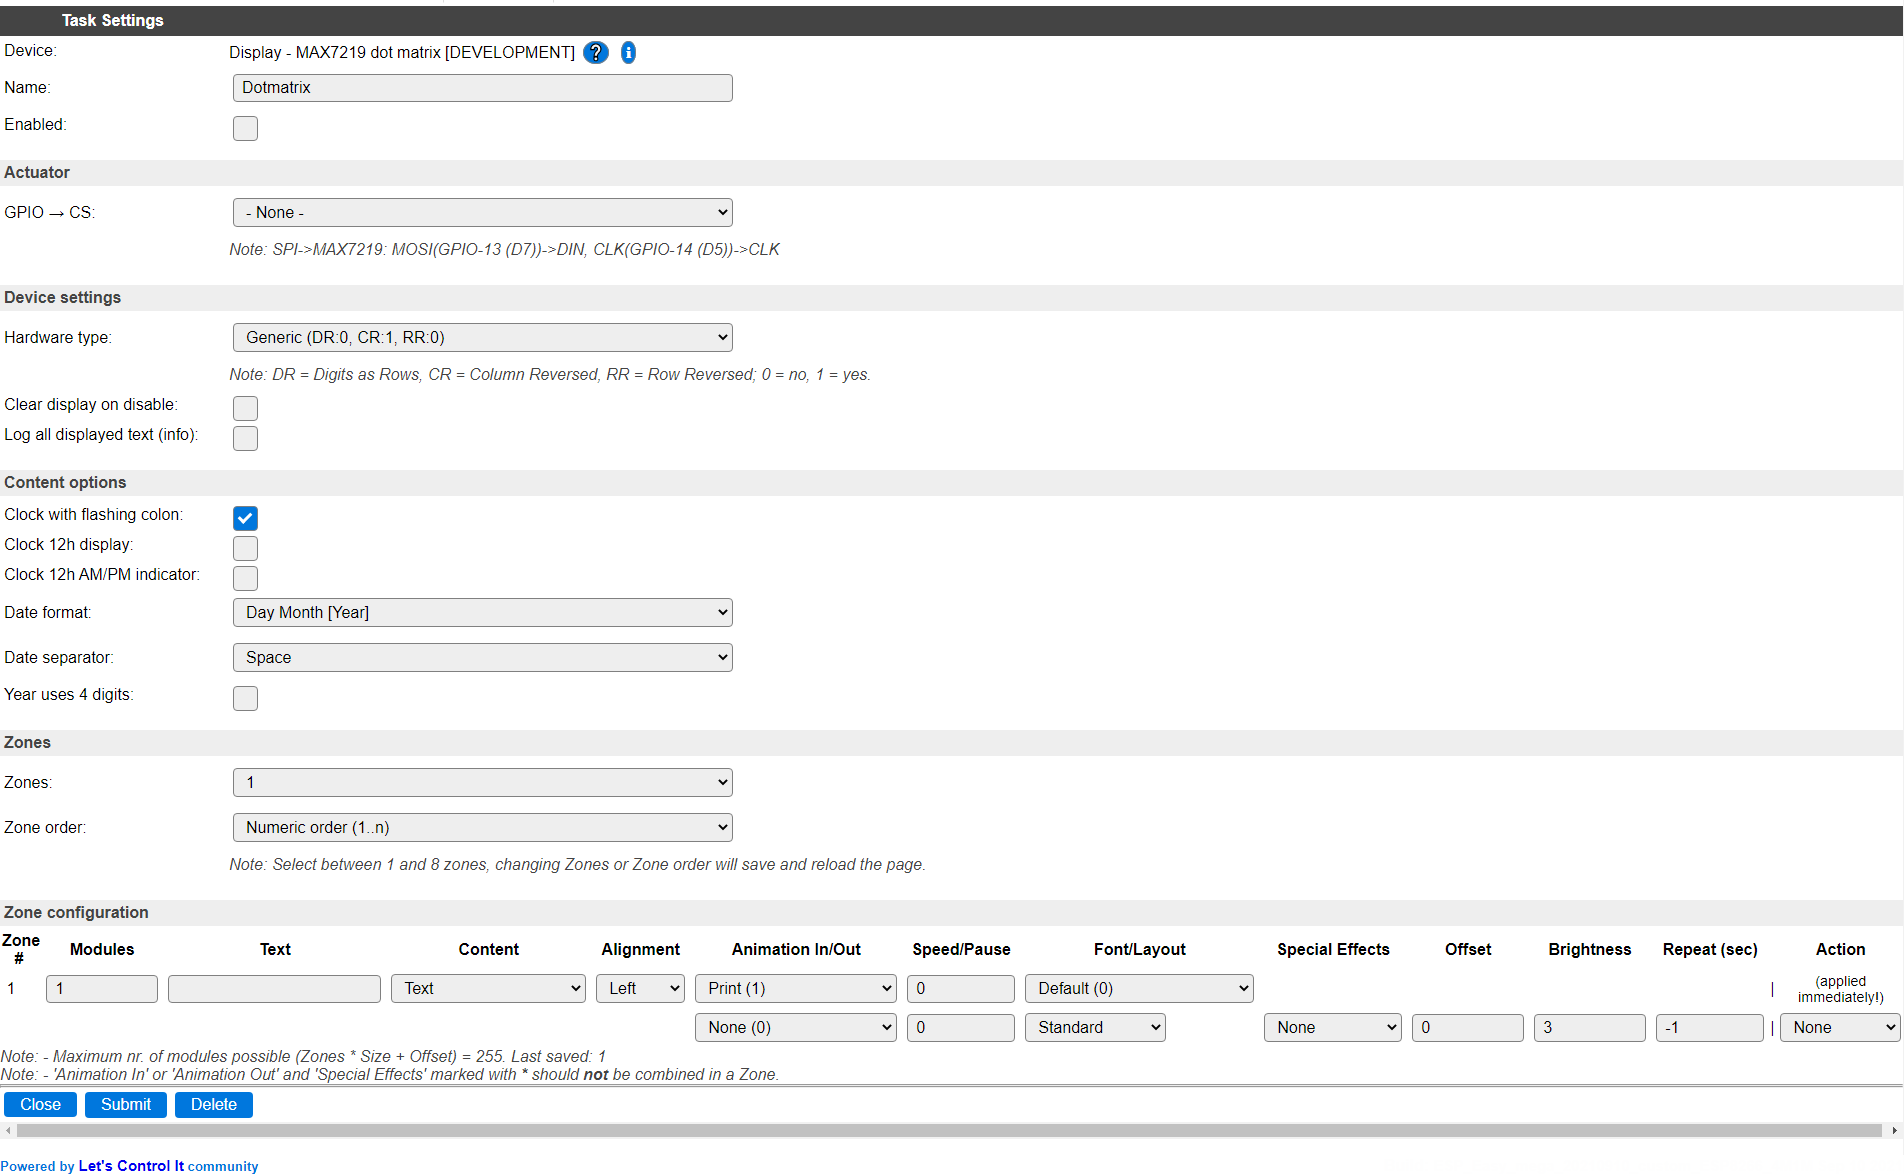 Task Settings
Device: Display - MAX7219 dot matrix [DEVELOPMENT] ? i
Name: Dotmatrix
Enabled:
Actuator
GPIO → CS: - None -
Note: SPI->MAX7219: MOSI(GPIO-13 (D7))->DIN, CLK(GPIO-14 (D5))->CLK
Device settings
Hardware type: Generic (DR:0, CR:1, RR:0)
Note: DR = Digits as Rows, CR = Column Reversed, RR = Row Reversed; 0 = no, 1 = yes.
Clear display on disable:
Log all displayed text (info):
Content options
Clock with flashing colon:
Clock 12h display:
Clock 12h AM/PM indicator:
Date format: Day Month [Year]
Date separator: Space
Year uses 4 digits:
Zones
Zones: 1
Zone order: Numeric order (1..n)
Note: Select between 1 and 8 zones, changing Zones or Zone order will save and reload the page.
Zone configuration
Zone # Modules Text Content Alignment Animation In/Out Speed/Pause Font/Layout Special Effects Offset Brightness Repeat (sec) Action
1 1 Text Left Print (1) 0 Default (0) | (applied immediately!)
None (0) 0 Standard None 0 3 -1 | None
Note: - Maximum nr. of modules possible (Zones * Size + Offset) = 255. Last saved: 1
Note: - 'Animation In' or 'Animation Out' and 'Special Effects' marked with * should not be combined in a Zone.
Close Submit Delete
Powered by Let's Control It community